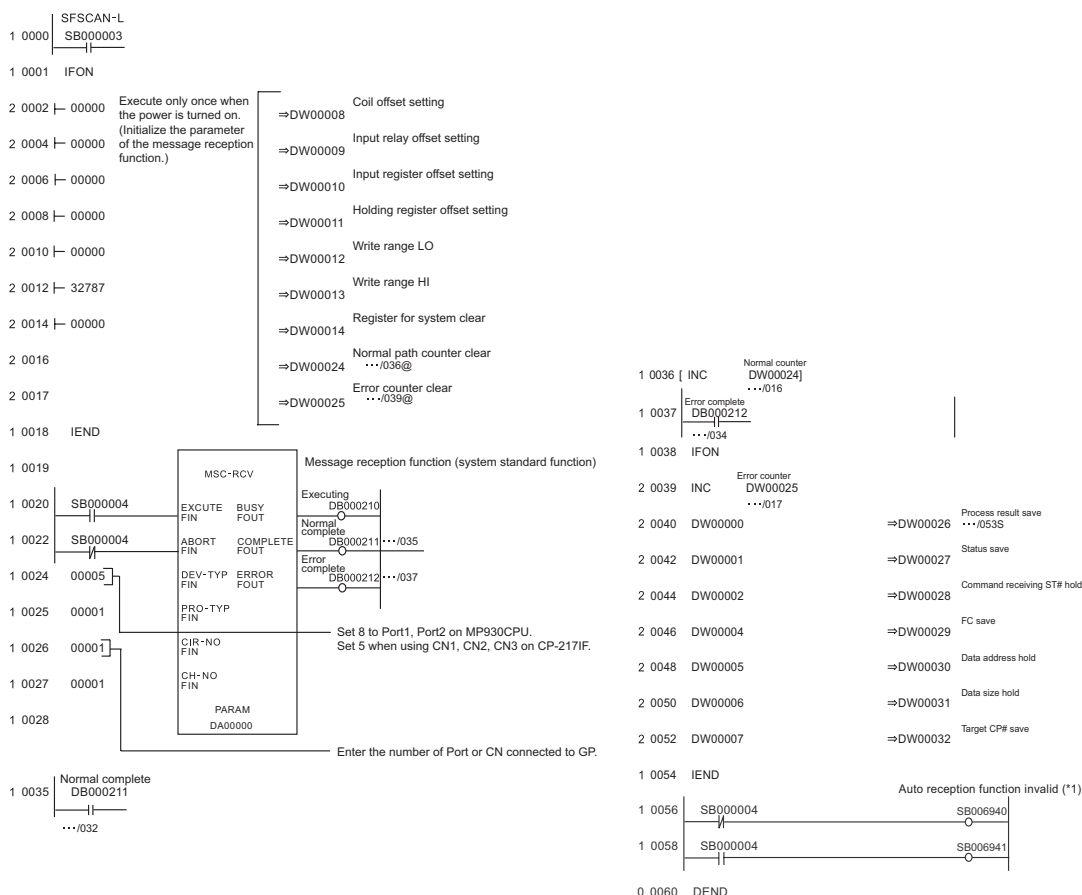 SFSCAN-L
1 0000 SB000003
1 0001 IFON
2 0002 00000 Execute only once when the power is turned on. (Initialize the parameter of the message reception function.) ⇒DW00008 Coil offset setting
2 0004 00000 ⇒DW00009 Input relay offset setting
2 0006 00000 ⇒DW00010 Input register offset setting
2 0008 00000 ⇒DW00011 Holding register offset setting
2 0010 00000 ⇒DW00012 Write range LO
2 0012 32787 ⇒DW00013 Write range HI
2 0014 00000 ⇒DW00014 Register for system clear
2 0016 ⇒DW00024 Normal path counter clear
···/036@
2 0017 ⇒DW00025 Error counter clear
···/039@
1 0018 IEND
1 0019 MSC-RCV Message reception function (system standard function)
Executing
1 0020 SB000004 EXCUTE FIN BUSY FOUT DB000210
Normal complete
1 0022 SB000004 ABORT FIN COMPLETE FOUT DB000211 ···/035
Error complete
1 0024 00005 DEV-TYP FIN ERROR FOUT DB000212 ···/037
1 0025 00001 PRO-TYP FIN
Set 8 to Port1, Port2 on MP930CPU.
Set 5 when using CN1, CN2, CN3 on CP-217IF.
1 0026 00001 CIR-NO FIN
1 0027 00001 CH-NO FIN
1 0028 PARAM
DA00000
Enter the number of Port or CN connected to GP.
Normal complete
1 0035 DB000211
···/032
Normal counter
1 0036 [ INC DW00024]
···/016
Error complete
1 0037 DB000212
···/034
1 0038 IFON
Error counter
2 0039 INC DW00025
···/017
2 0040 DW00000 ⇒DW00026 Process result save
···/053S
2 0042 DW00001 ⇒DW00027 Status save
2 0044 DW00002 ⇒DW00028 Command receiving ST# hold
2 0046 DW00004 ⇒DW00029 FC save
2 0048 DW00005 ⇒DW00030 Data address hold
2 0050 DW00006 ⇒DW00031 Data size hold
2 0052 DW00007 ⇒DW00032 Target CP# save
1 0054 IEND
Auto reception function invalid (*1)
1 0056 SB000004 SB006940
1 0058 SB000004 SB006941
0 0060 DEND